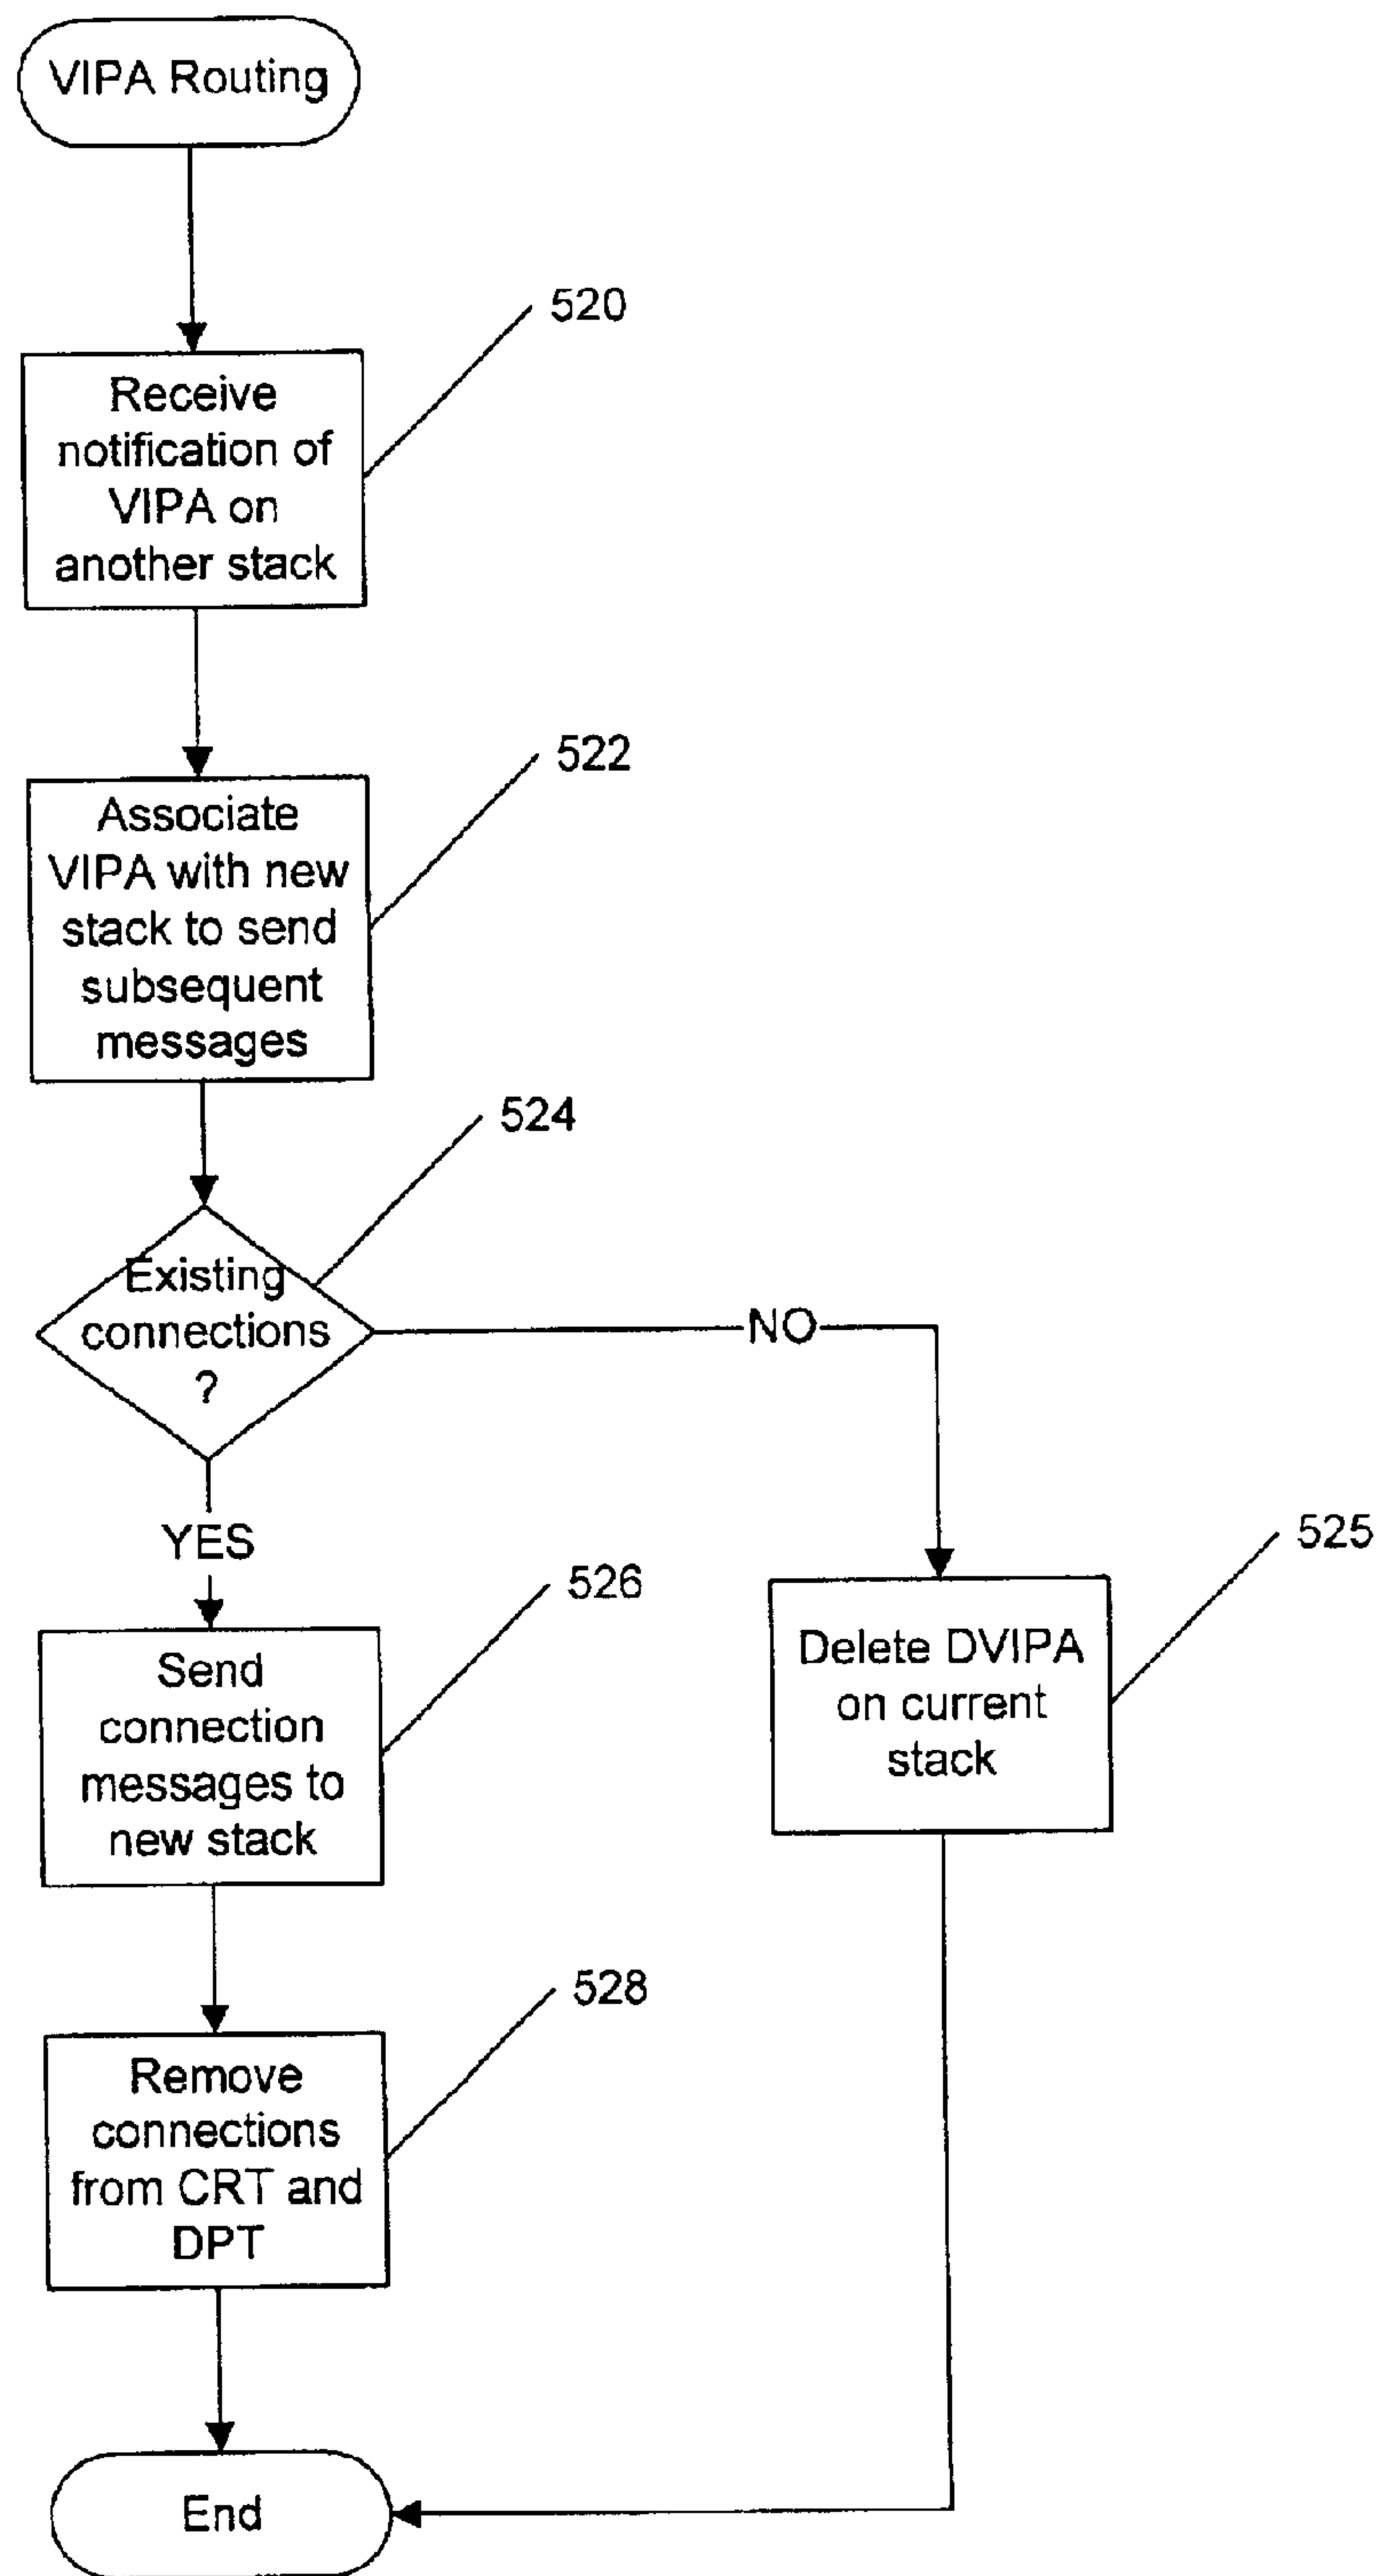 VIPA Routing
520
Receive
notification of
VIPA on
another stack
522
Associate
VIPA with new
stack to send
subsequent
messages
524
Existing
connections
?
NO
YES
525
526
Send
connection
messages to
new stack
Delete DVIPA
on current
stack
528
Remove
connections
from CRT and
DPT
End